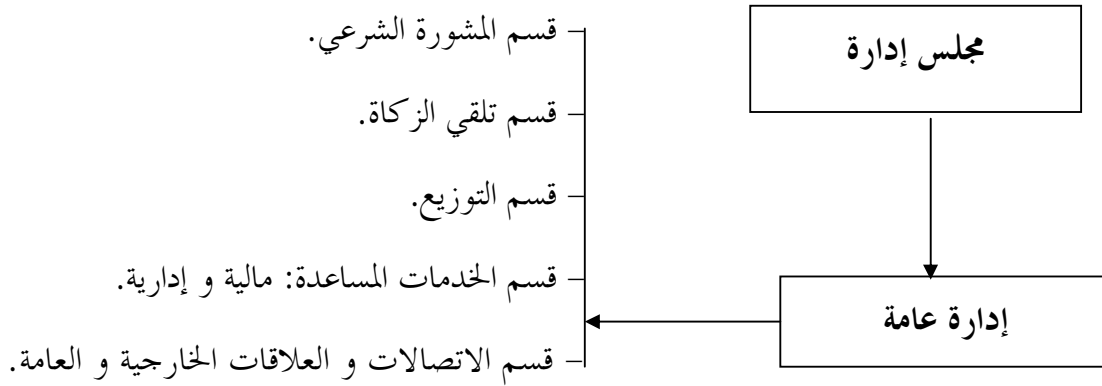 مجلس إدارة
إدارة عامة
– قسم المشورة الشرعي.
– قسم تلقي الزكاة.
– قسم التوزيع.
– قسم الخدمات المساعدة: مالية و إدارية.
– قسم الاتصالات و العلاقات الخارجية و العامة.